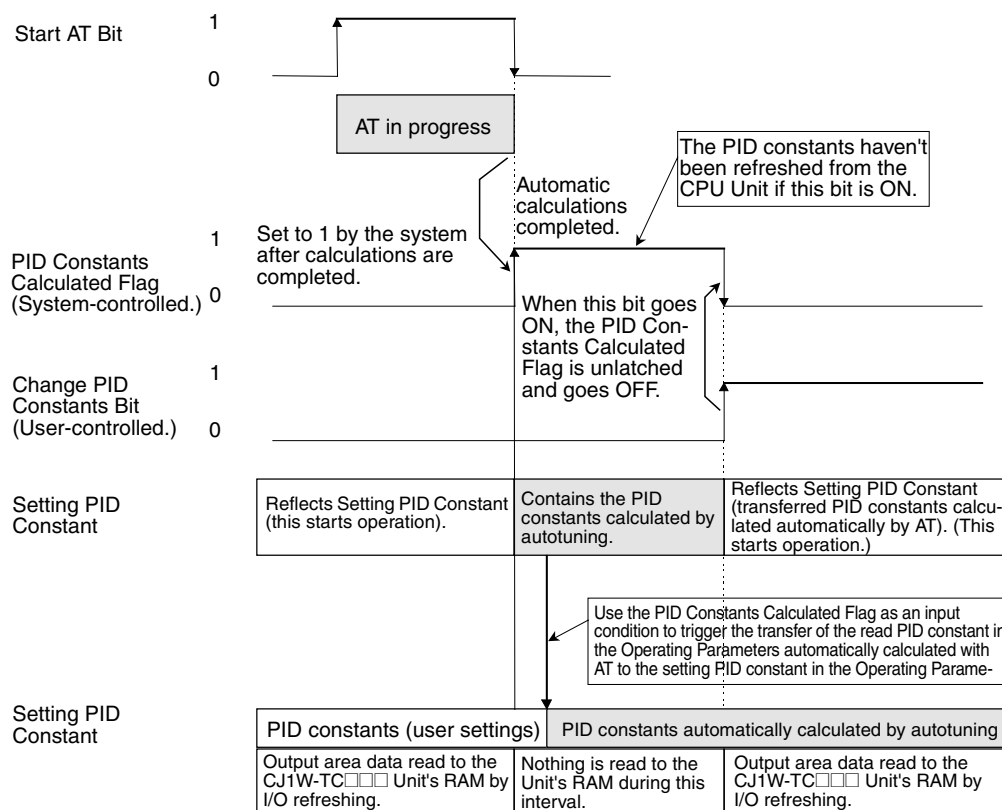 Start AT Bit
1
0
AT in progress
The PID constants haven't
been refreshed from the
CPU Unit if this bit is ON.
Automatic
calculations
completed.
Set to 1 by the system
after calculations are
completed.
PID Constants
Calculated Flag
(System-controlled.)
1
0
When this bit goes
ON, the PID Con-
stants Calculated
Flag is unlatched
and goes OFF.
Change PID
Constants Bit
(User-controlled.)
1
0
Setting PID
Constant
Reflects Setting PID Constant
(this starts operation).
Contains the PID
constants calculated by
autotuning.
Reflects Setting PID Constant
(transferred PID constants calcu-
lated automatically by AT). (This
starts operation.)
Use the PID Constants Calculated Flag as an input
condition to trigger the transfer of the read PID constant in
the Operating Parameters automatically calculated with
AT to the setting PID constant in the Operating Parame-
Setting PID
Constant
PID constants (user settings)
PID constants automatically calculated by autotuning
Output area data read to the
CJ1W-TC□□□ Unit's RAM by
I/O refreshing.
Nothing is read to the
Unit's RAM during this
interval.
Output area data read to the
CJ1W-TC□□□ Unit's RAM by
I/O refreshing.